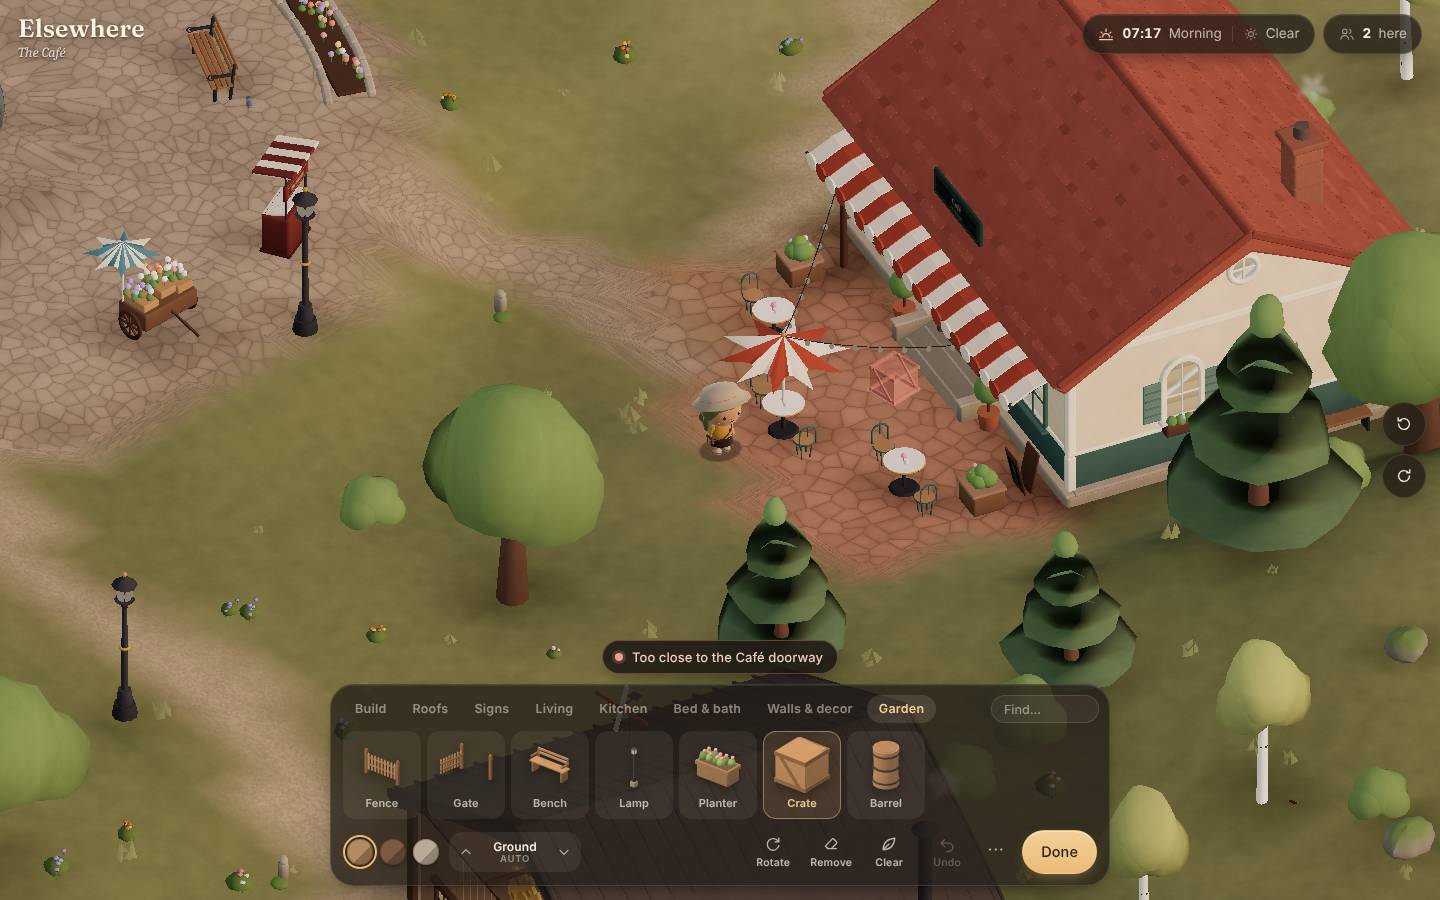 Elsewhere
The Café
07:17 Morning
Clear
2 here
Too close to the Café doorway
Build
Roofs
Signs
Living
Kitchen
Bed & bath
Walls & decor
Garden
Find...
Fence
Gate
Bench
Lamp
Planter
Crate
Barrel
Ground
AUTO
Rotate
Remove
Clear
Undo
Done